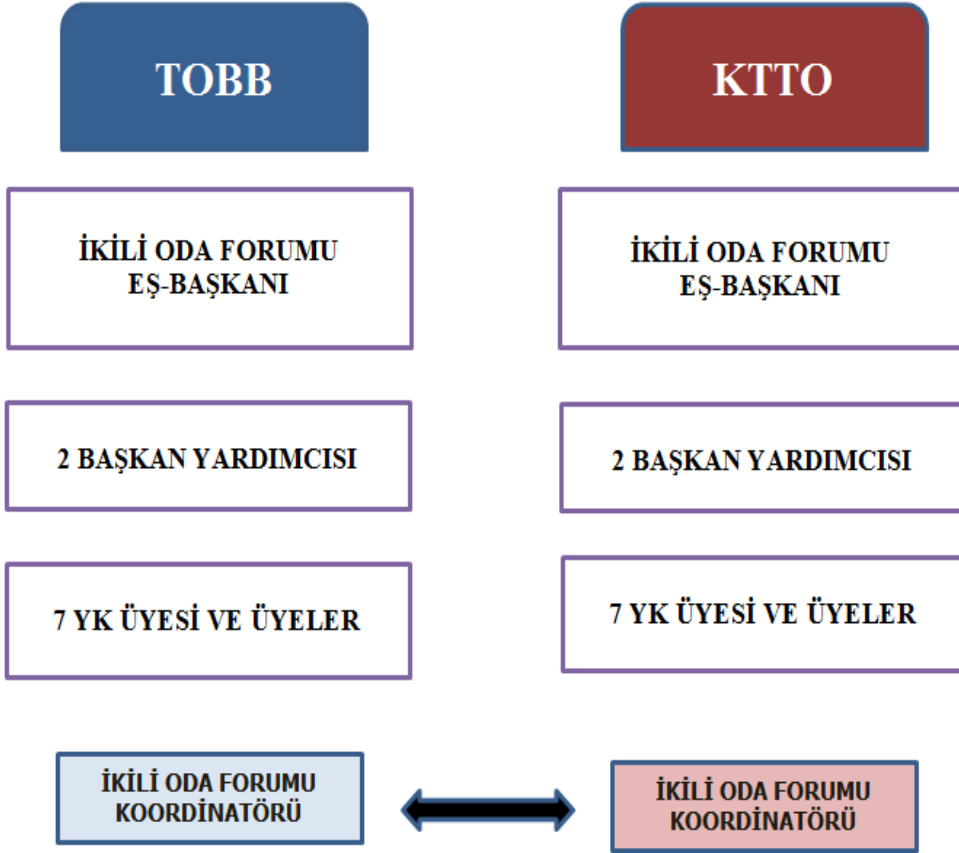 TOBB
KTTO
İKİLİ ODA FORUMU
EŞ-BAŞKANI
İKİLİ ODA FORUMU
EŞ-BAŞKANI
2 BAŞKAN YARDIMCISI
2 BAŞKAN YARDIMCISI
7 YK ÜYESİ VE ÜYELER
7 YK ÜYESİ VE ÜYELER
İKİLİ ODA FORUMU
KOORDİNATÖRÜ
İKİLİ ODA FORUMU
KOORDİNATÖRÜ